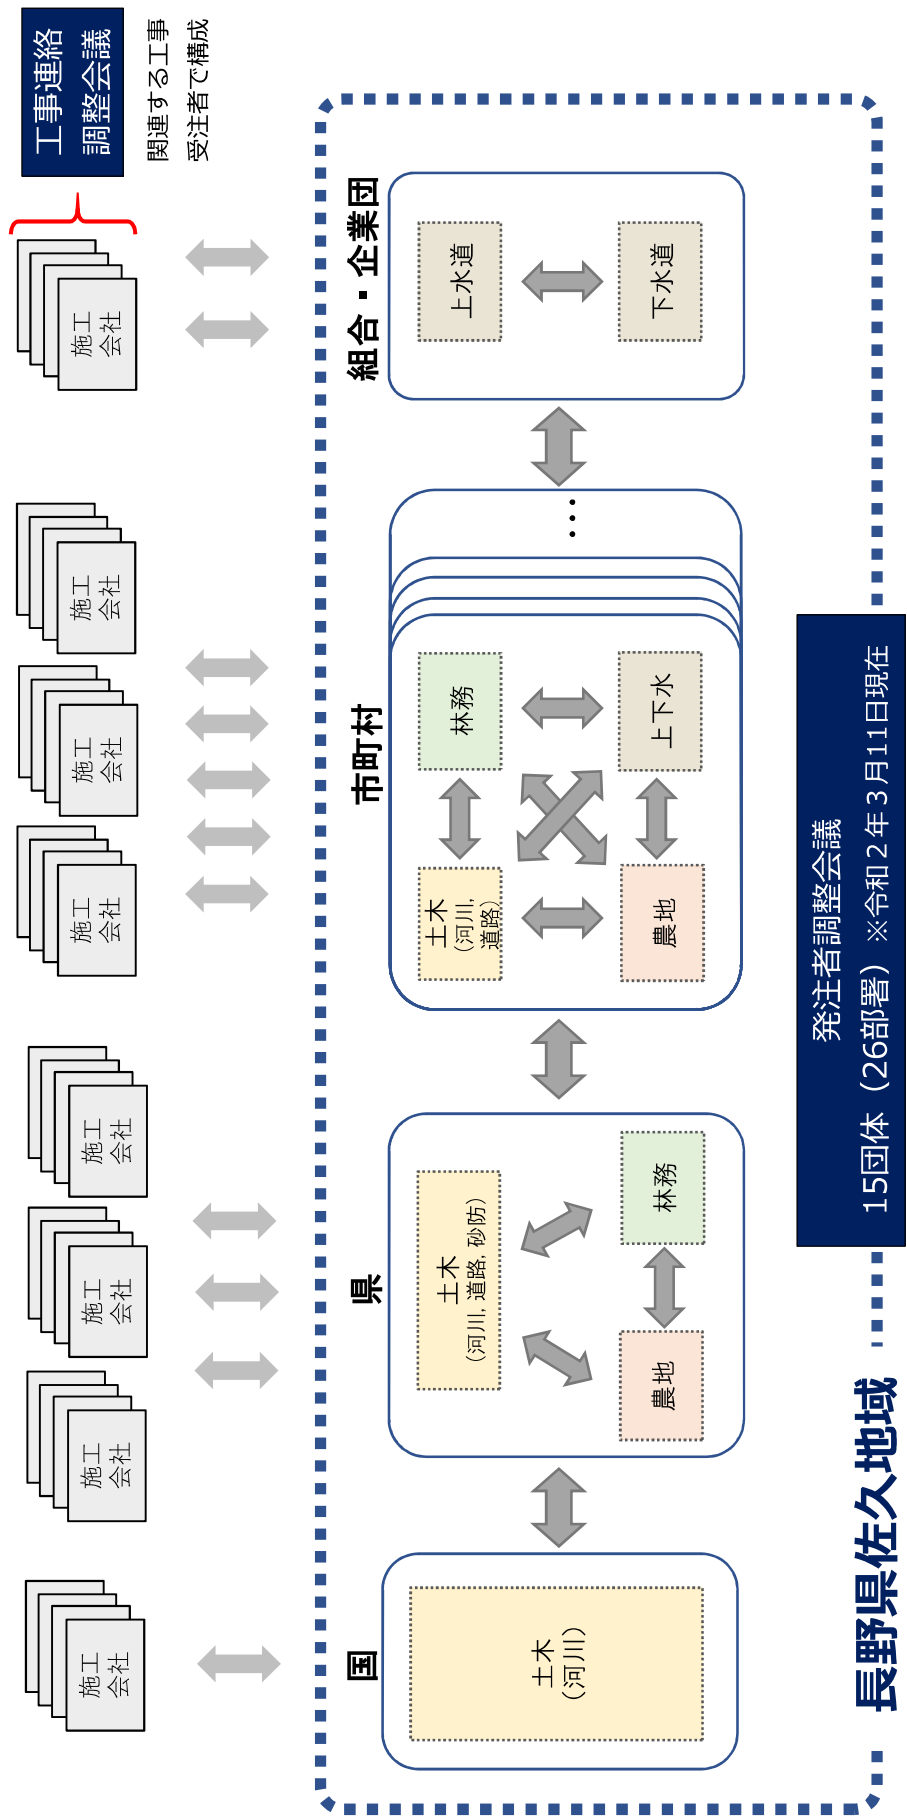 長野県佐久地域
発注者調整会議
15団体（26部署）※令和２年３月11日現在
国
土木
（河川）
県
土木
（河川, 道路, 砂防）
農地
林務
市町村
土木
（河川,
道路）
林務
農地
上下水
…
組合・企業団
上水道
下水道
施工
会社
施工
会社
施工
会社
施工
会社
施工
会社
施工
会社
施工
会社
施工
会社
工事連絡
調整会議
関連する工事
受注者で構成